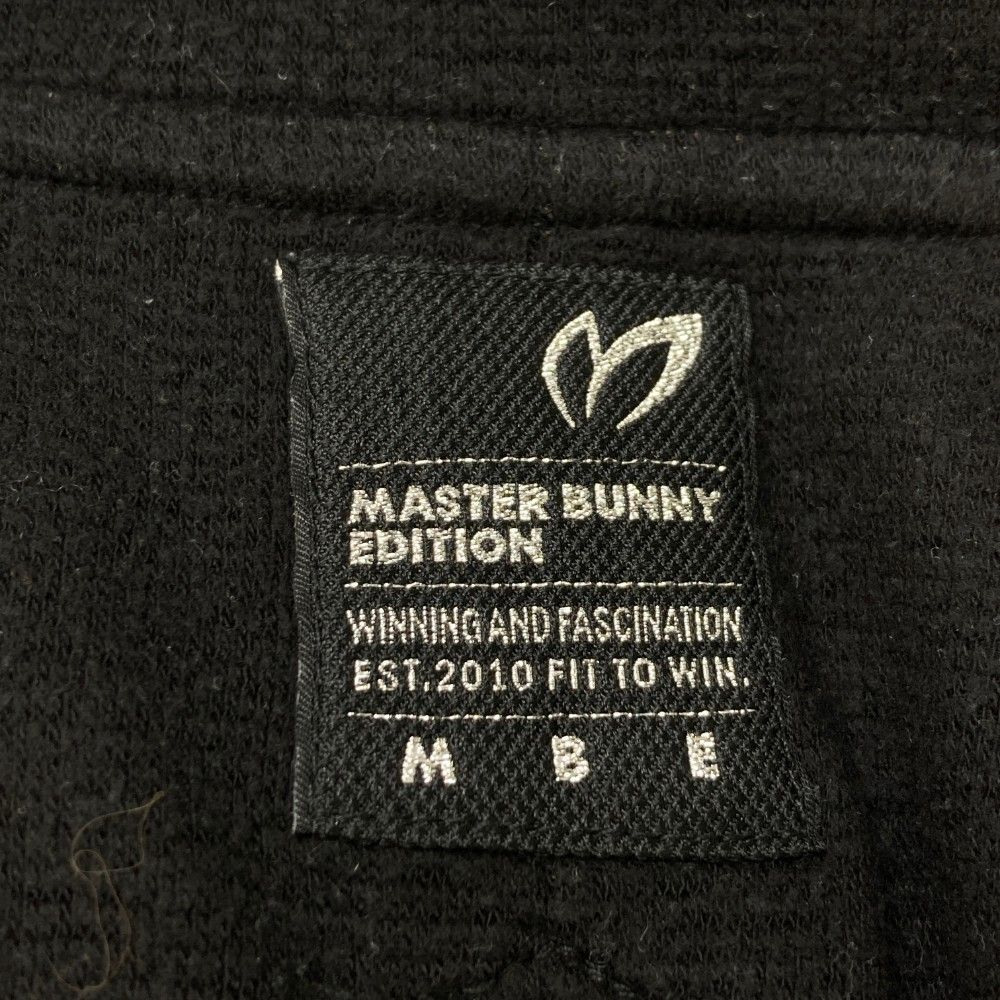 MASTER BUNNY
EDITION
WINNING AND FASCINATION
EST.2010 FIT TO WIN.
M B E